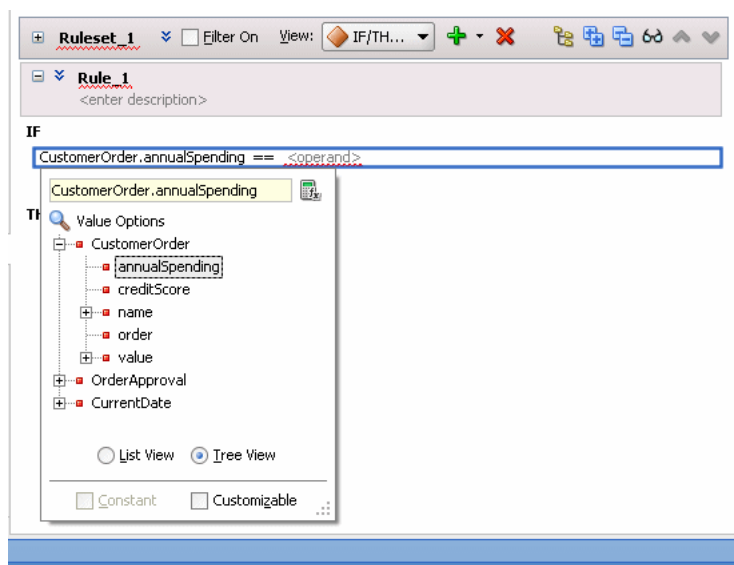 Ruleset_1 Filter On View: IF/TH...
Rule_1
<enter description>
IF
CustomerOrder.annualSpending == <operand>
CustomerOrder.annualSpending
TH
Value Options
CustomerOrder
annualSpending
creditScore
name
order
value
OrderApproval
CurrentDate
List View Tree View
Constant Customizable